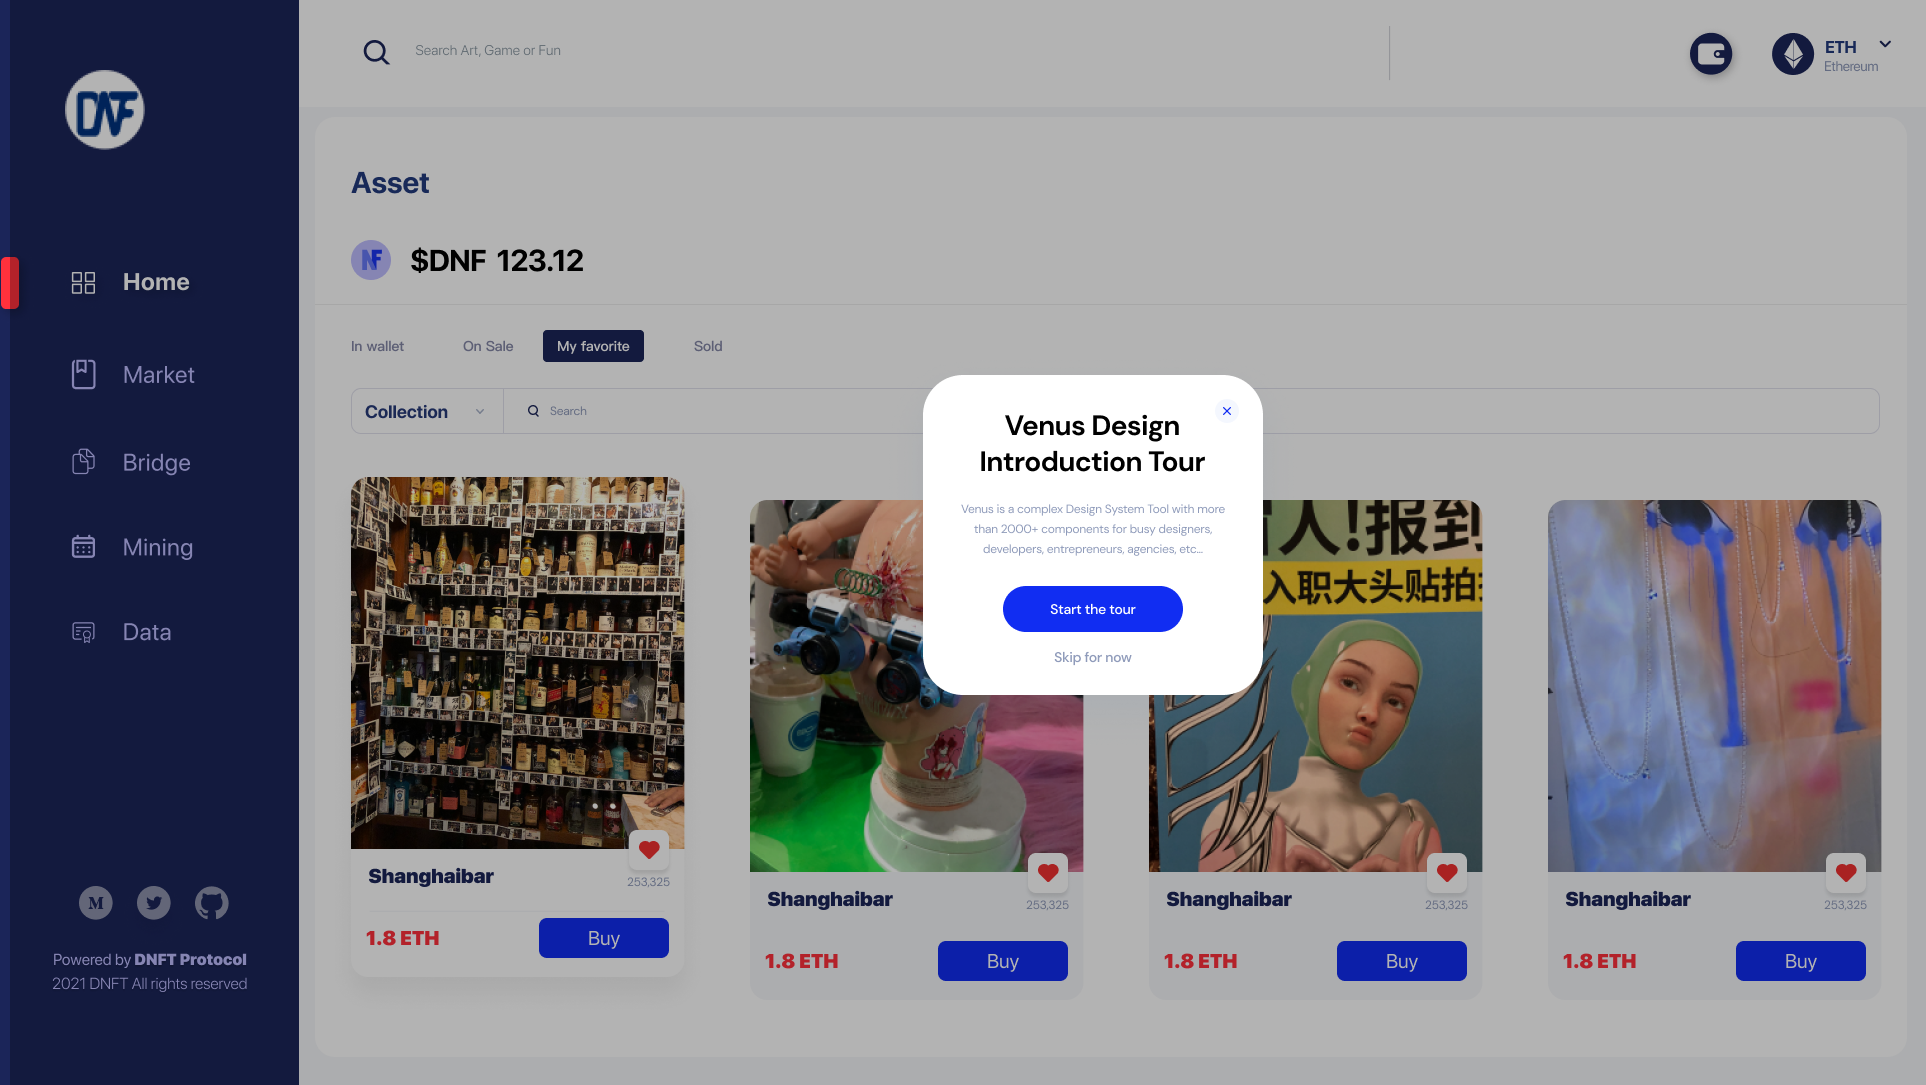 DNF
Search Art, Game or Fun
ETH
Ethereum
Home
Market
Bridge
Mining
Data
M
Powered by DNFT Protocol
2021 DNFT All rights reserved
Asset
NF
$DNF 123.12
In wallet
On Sale
My favorite
Sold
Collection
Search
Venus Design
Introduction Tour
Venus is a complex Design System Tool with more
than 2000+ components for busy designers,
developers, entrepreneurs, agencies, etc...
Start the tour
Skip for now
人!报到
入职大头贴拍
Shanghaibar
253,325
1.8 ETH
Buy
Shanghaibar
253,325
1.8 ETH
Buy
Shanghaibar
253,325
1.8 ETH
Buy
Shanghaibar
253,325
1.8 ETH
Buy